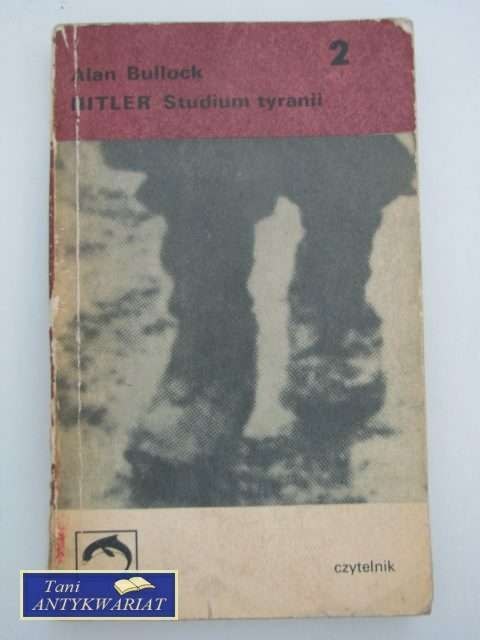 2
Alan Bullock
HITLER Studium tyranii
czytelnik
Tani
ANTYKWARIAT